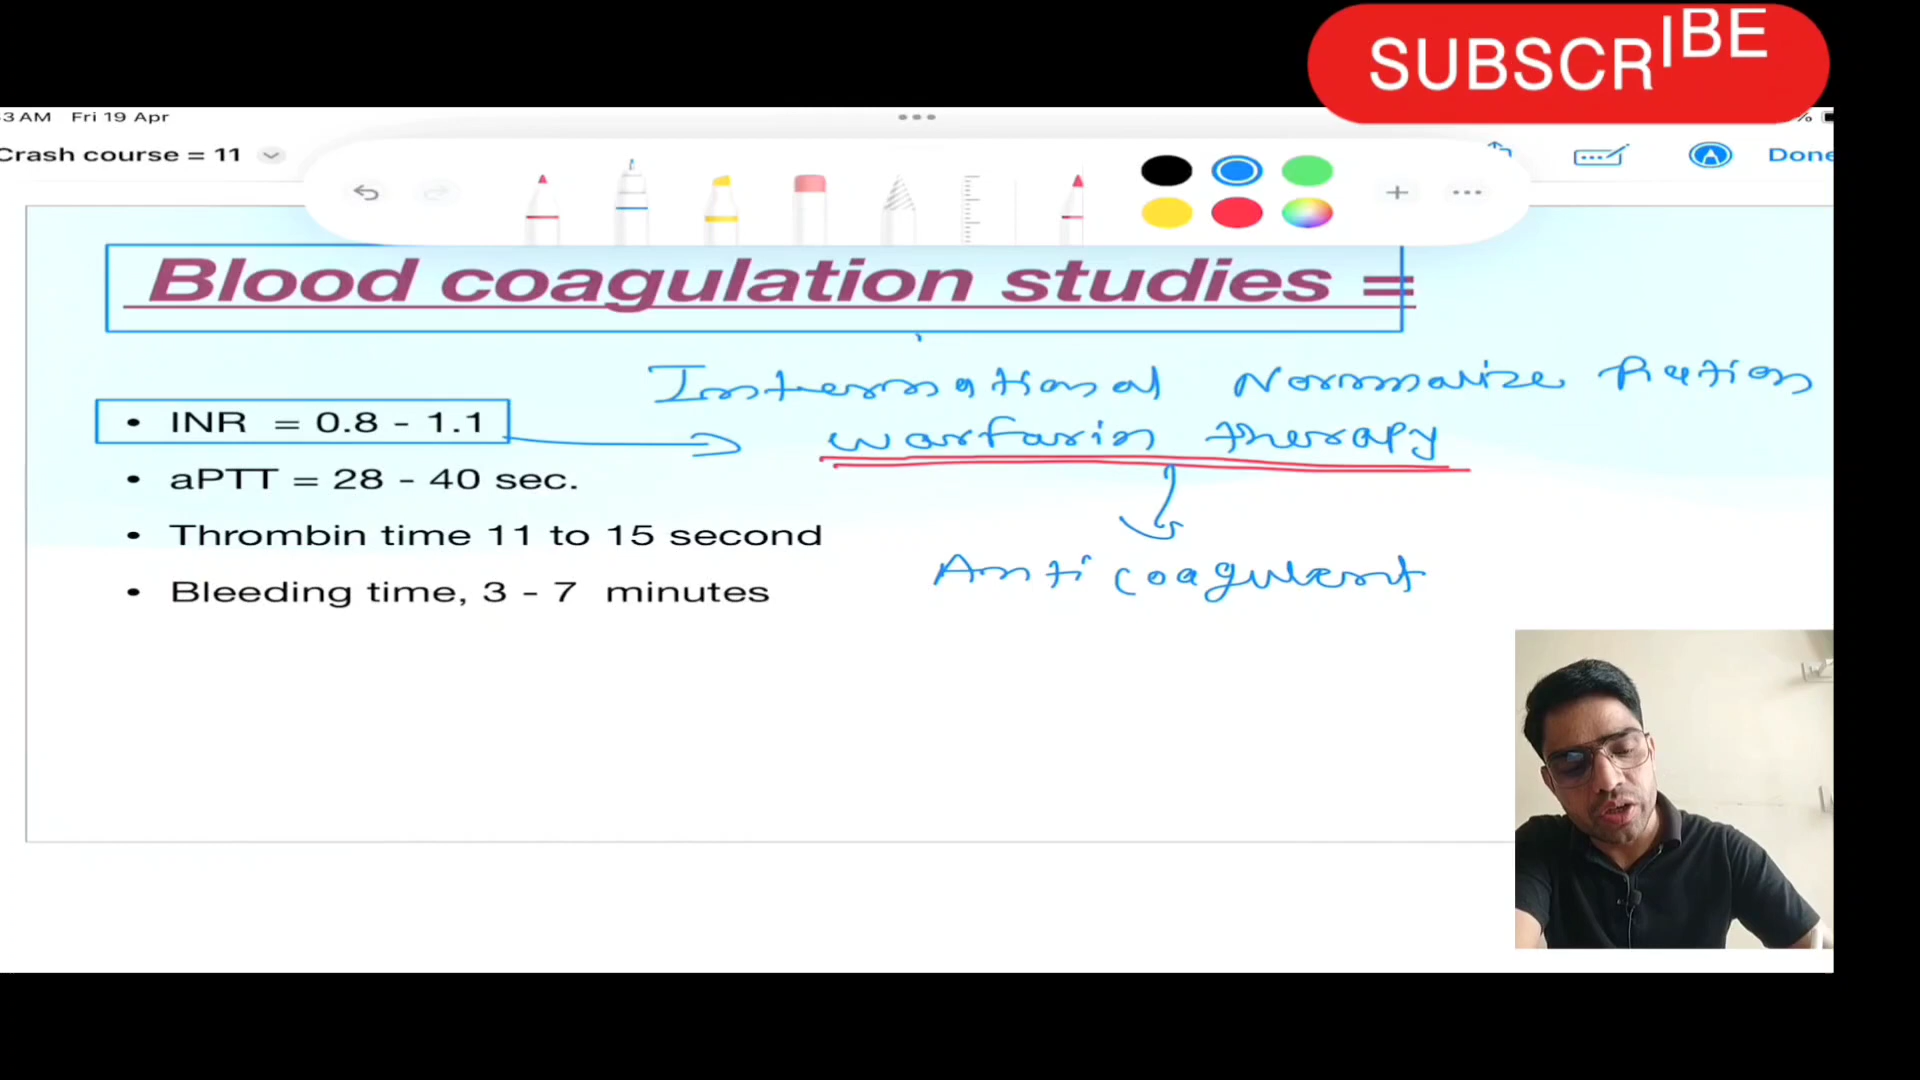 SUBSCRIBE
3 AM Fri 19 Apr
Crash course = 11
Done
Blood coagulation studies =
International Normalize Ration
• INR = 0.8 - 1.1
warfarin therapy
• aPTT = 28 - 40 sec.
• Thrombin time 11 to 15 second
Anticoagulent
• Bleeding time, 3 - 7 minutes